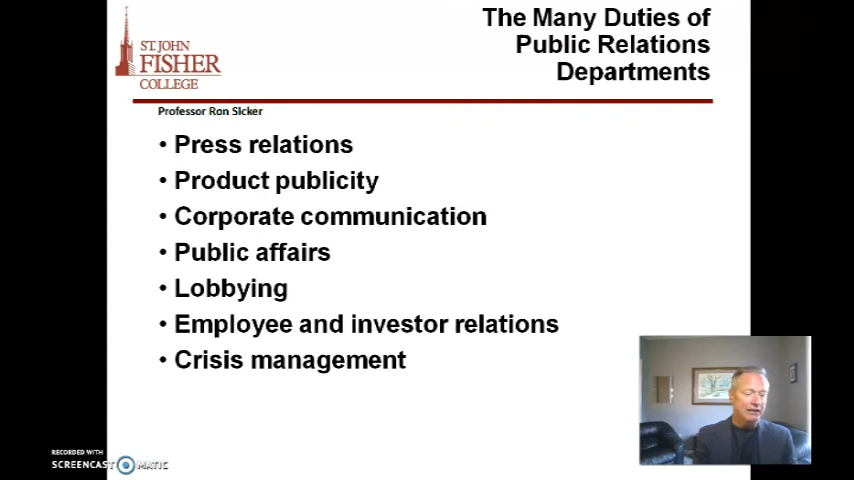 The Many Duties of
Public Relations
Departments
ST JOHN
FISHER
COLLEGE
Professor Ron Sicker
• Press relations
• Product publicity
• Corporate communication
• Public affairs
• Lobbying
• Employee and investor relations
• Crisis management
RECORDED WITH
SCREENCAST MATIC